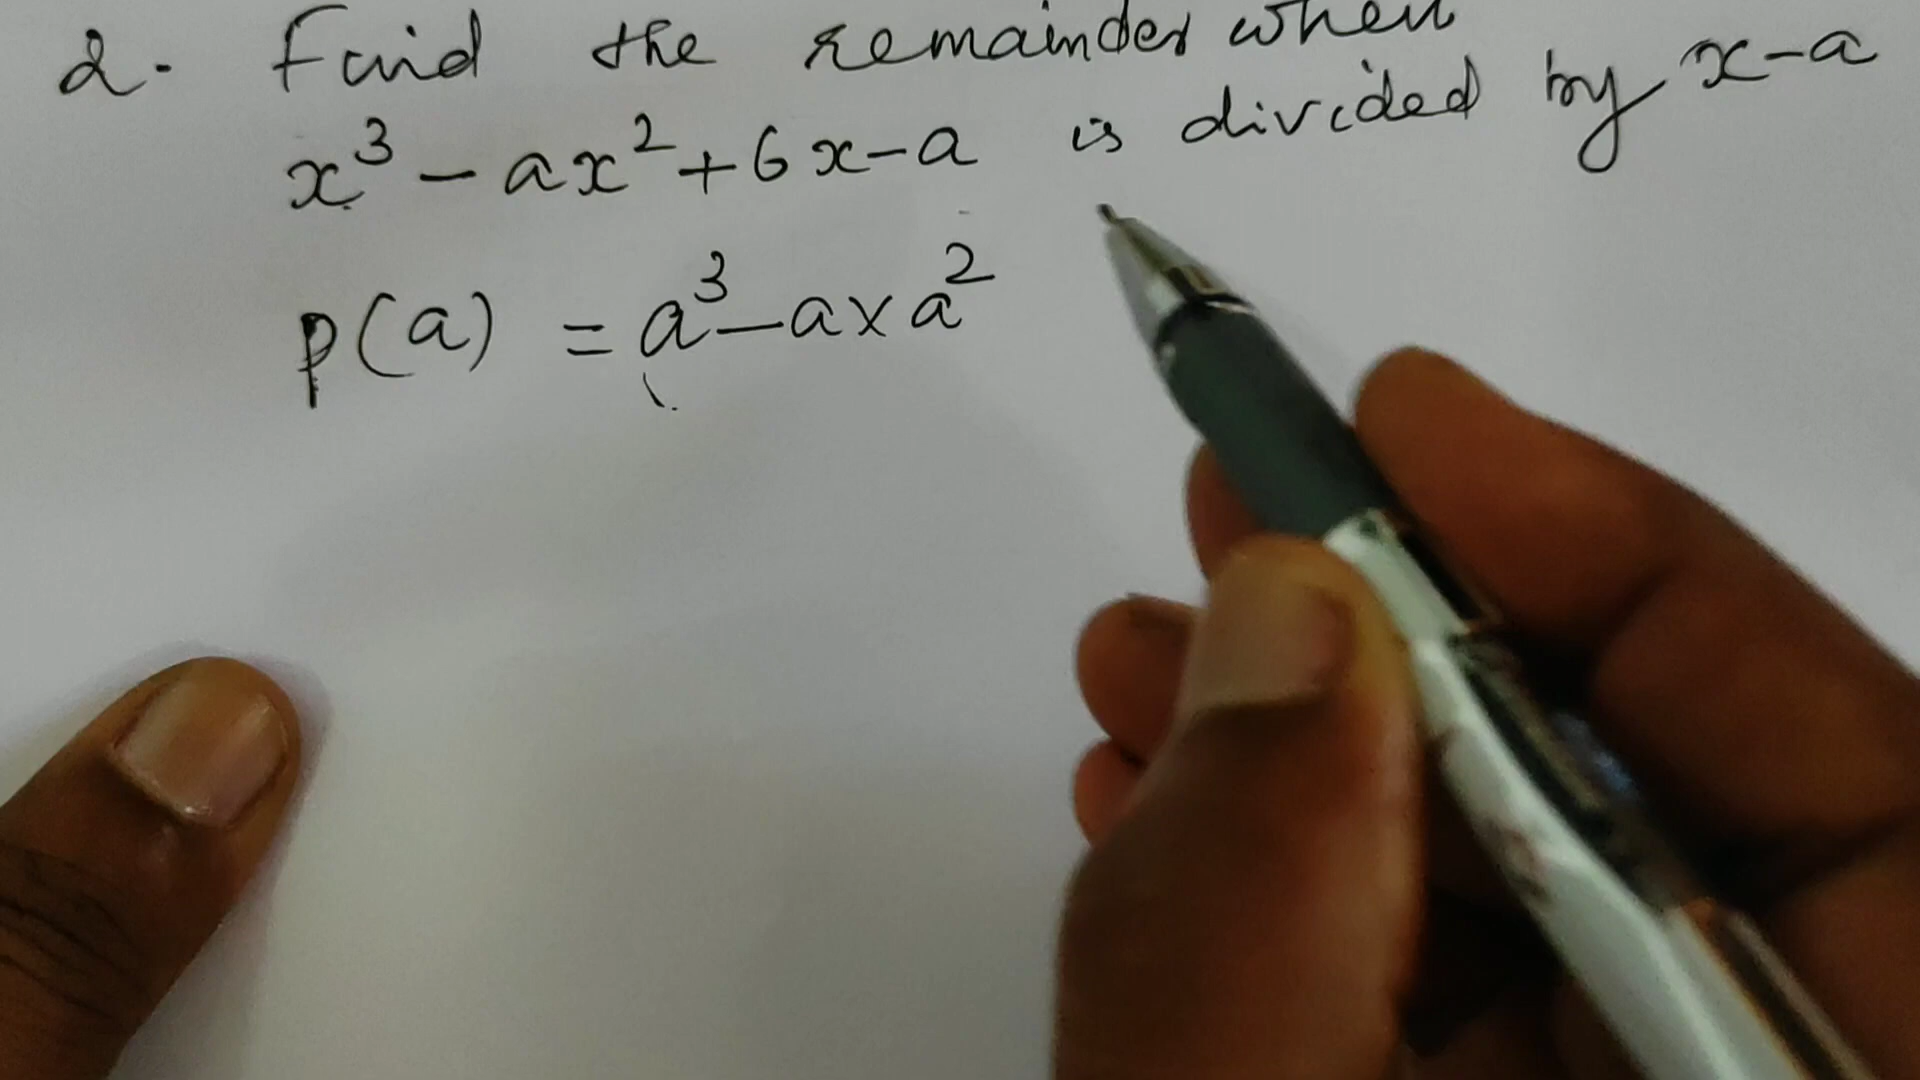 2. Find the remainder when
x³ - ax² + 6x - a is divided by x-a
p(a) = a³ - a × a²